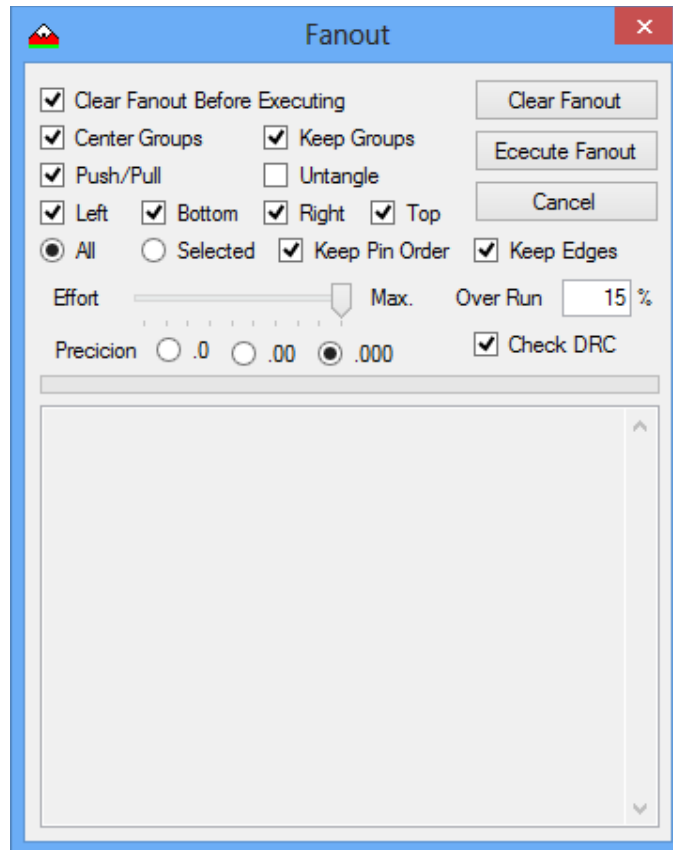 Fanout
Clear Fanout Before Executing Clear Fanout
Center Groups Keep Groups Ececute Fanout
Push/Pull Untangle
Left Bottom Right Top Cancel
All Selected Keep Pin Order Keep Edges
Effort Max. Over Run 15 %
Precicion .0 .00 .000 Check DRC